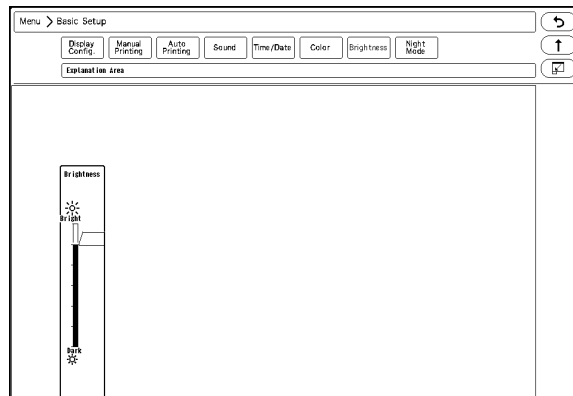 Menu > Basic Setup
Display Config. Manual Printing Auto Printing Sound Time/Date Color Brightness Night Mode
Explanation Area
Brightness
Bright
Dark